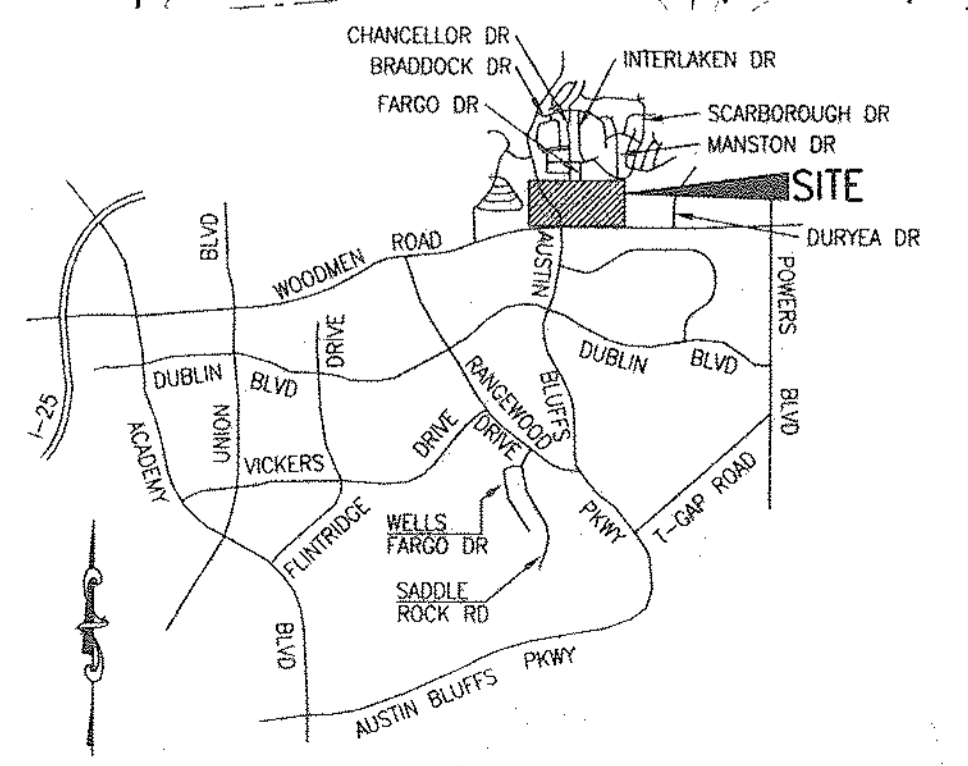 CHANCELLOR DR
BRADDOCK DR
INTERLAKEN DR
FARGO DR
SCARBOROUGH DR
MANSTON DR
SITE
DURYEA DR
BLVD
WOODMEN ROAD
AUSTIN BLUFFS PKWY
POWERS BLVD
I-25
DUBLIN BLVD
DRIVE
DUBLIN BLVD
RANGEWOOD DRIVE
ACADEMY
UNION
VICKERS DRIVE
FLINTRIDGE
T-GAP ROAD
WELLS
FARGO DR
SADDLE
ROCK RD
BLVD
AUSTIN BLUFFS PKWY